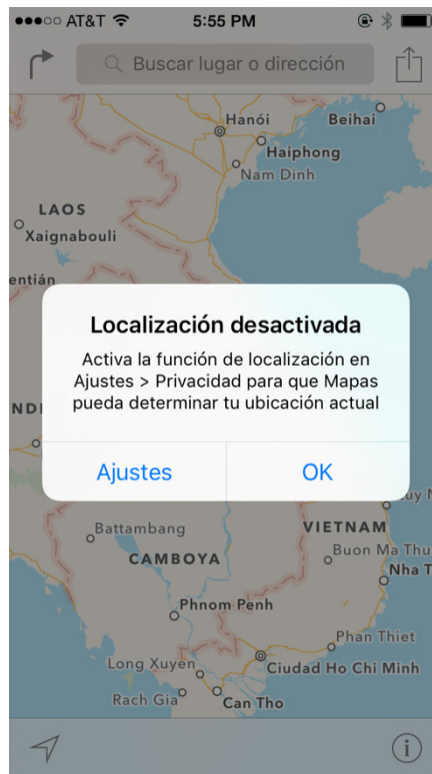 AT&T 5:55 PM
Buscar lugar o dirección
Hanói Beihai
Haiphong
Nam Dinh
LAOS
Xaignabouli
entián
Localización desactivada
Activa la función de localización en
Ajustes > Privacidad para que Mapas
pueda determinar tu ubicación actual
NDI
Ajustes OK
uy N
Battambang VIETNAM
CAMBOYA Buon Ma Thu
Nha T
Phnom Penh
Phan Thiet
Long Xuyen Ciudad Ho Chi Minh
Rach Gia Can Tho